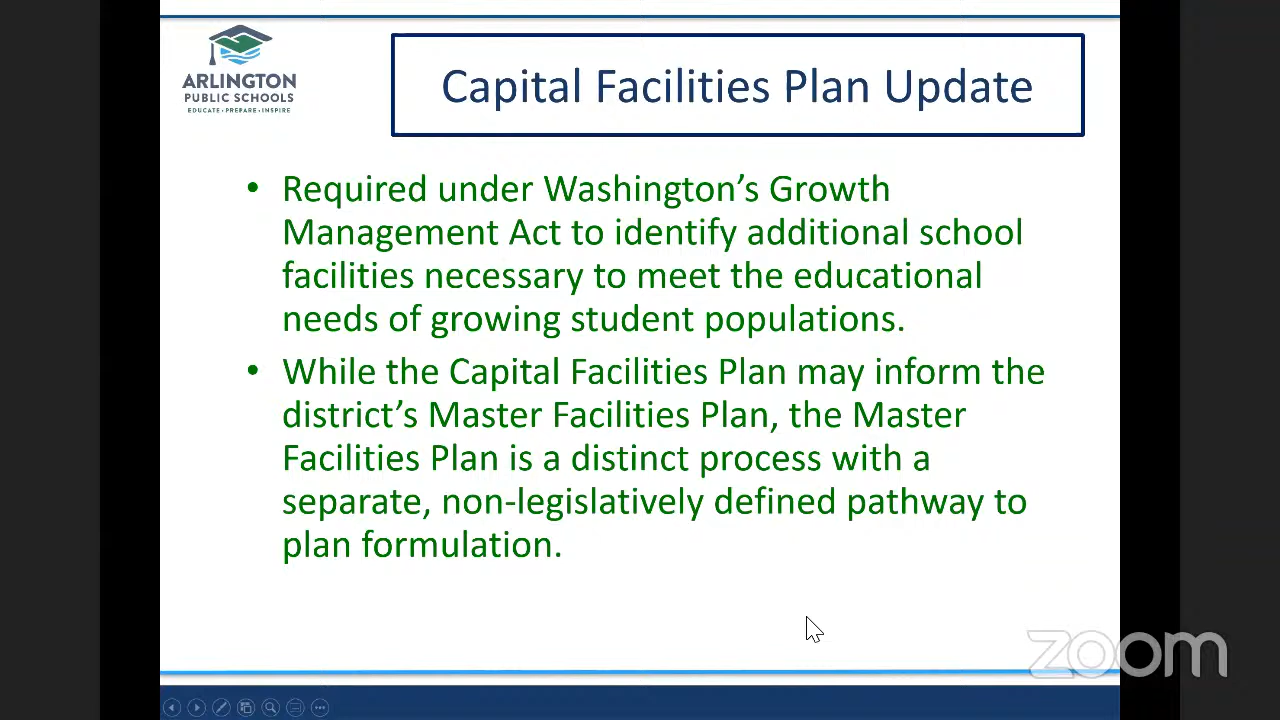 ARLINGTON
PUBLIC SCHOOLS
EDUCATE • PREPARE • INSPIRE
Capital Facilities Plan Update
• Required under Washington’s Growth
Management Act to identify additional school
facilities necessary to meet the educational
needs of growing student populations.
• While the Capital Facilities Plan may inform the
district’s Master Facilities Plan, the Master
Facilities Plan is a distinct process with a
separate, non-legislatively defined pathway to
plan formulation.
zoom